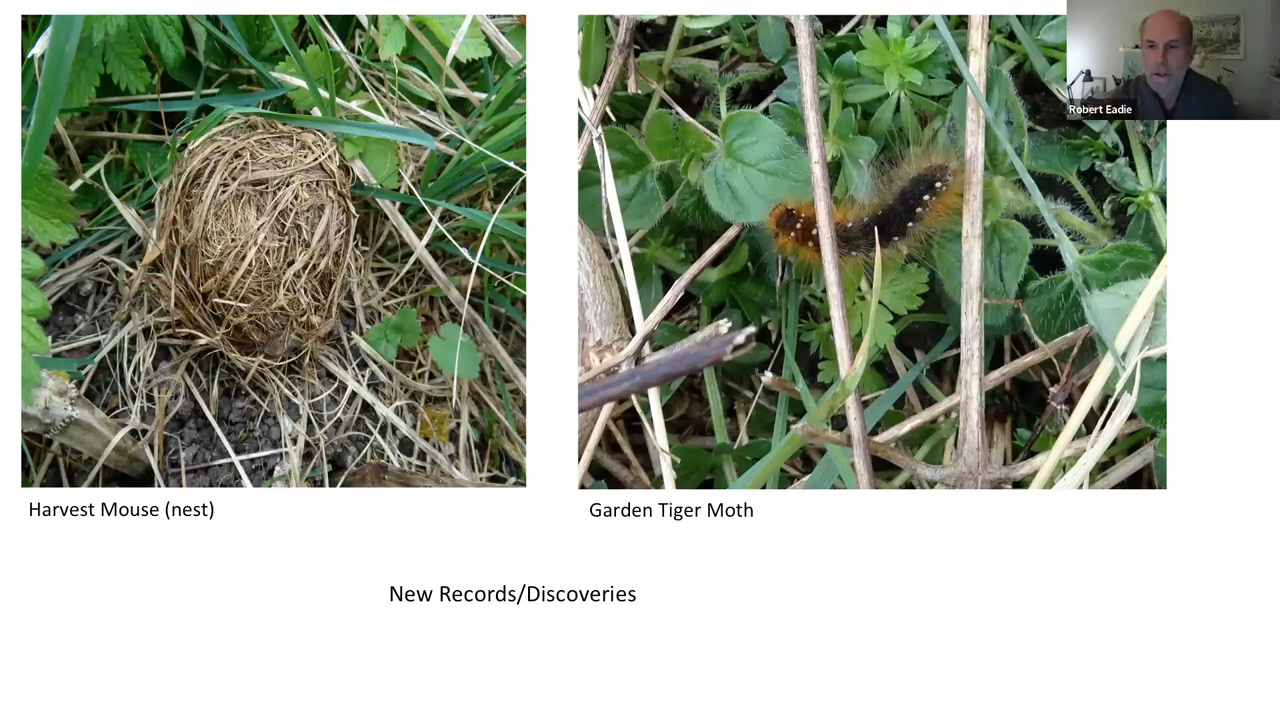 Robert Eadie
Harvest Mouse (nest)
Garden Tiger Moth
New Records/Discoveries